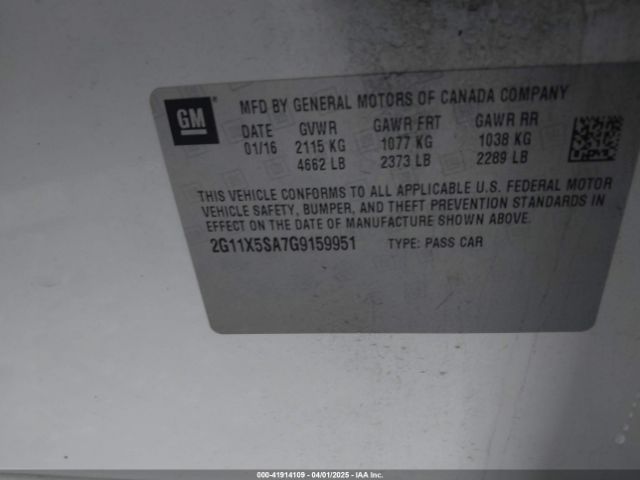 GM ®
MFD BY GENERAL MOTORS OF CANADA COMPANY
DATE GVWR GAWR FRT GAWR RR
01/16 2115 KG 1077 KG 1038 KG
4662 LB 2373 LB 2289 LB
THIS VEHICLE CONFORMS TO ALL APPLICABLE U.S. FEDERAL MOTOR
VEHICLE SAFETY, BUMPER, AND THEFT PREVENTION STANDARDS IN
EFFECT ON THE DATE OF MANUFACTURE SHOWN ABOVE.
2G11X5SA7G9159951 TYPE: PASS CAR
000-41914109 | 04/01/2025 | IAA Inc.